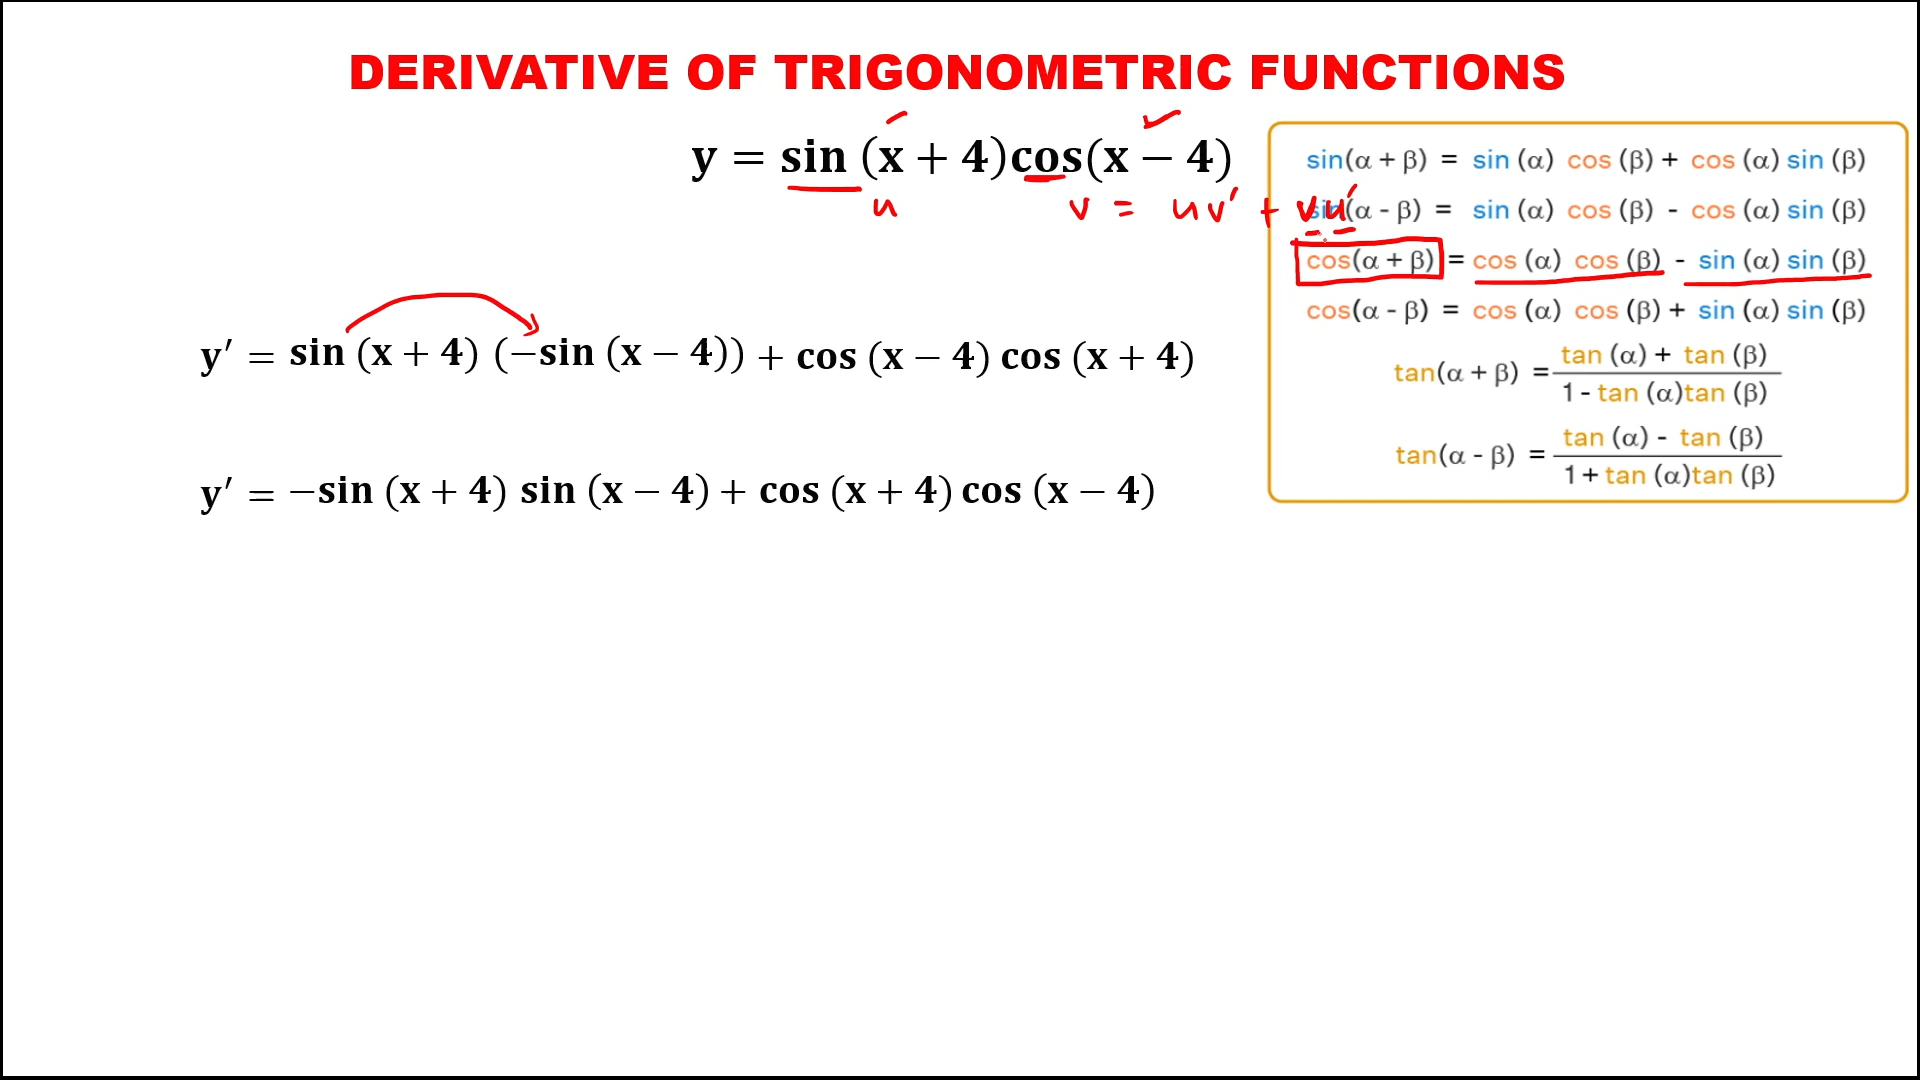 DERIVATIVE OF TRIGONOMETRIC FUNCTIONS
y = sin (x + 4)cos(x − 4)
u v = uv′ + vu′
y′ = sin (x + 4) (−sin (x − 4)) + cos (x − 4) cos (x + 4)
y′ = −sin (x + 4) sin (x − 4) + cos (x + 4) cos (x − 4)
sin(α + β) = sin (α) cos (β) + cos (α) sin (β)
sin(α - β) = sin (α) cos (β) - cos (α) sin (β)
cos(α + β) = cos (α) cos (β) - sin (α) sin (β)
cos(α - β) = cos (α) cos (β) + sin (α) sin (β)
tan(α + β) = tan (α) + tan (β)
1 - tan (α)tan (β)
tan(α - β) = tan (α) - tan (β)
1 + tan (α)tan (β)